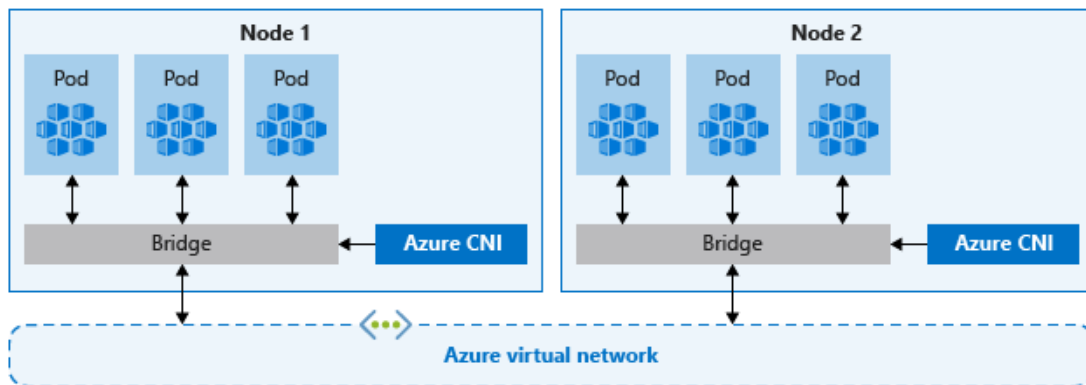 Node 1
Pod Pod Pod
Bridge
Azure CNI
Node 2
Pod Pod Pod
Bridge
Azure CNI
Azure virtual network